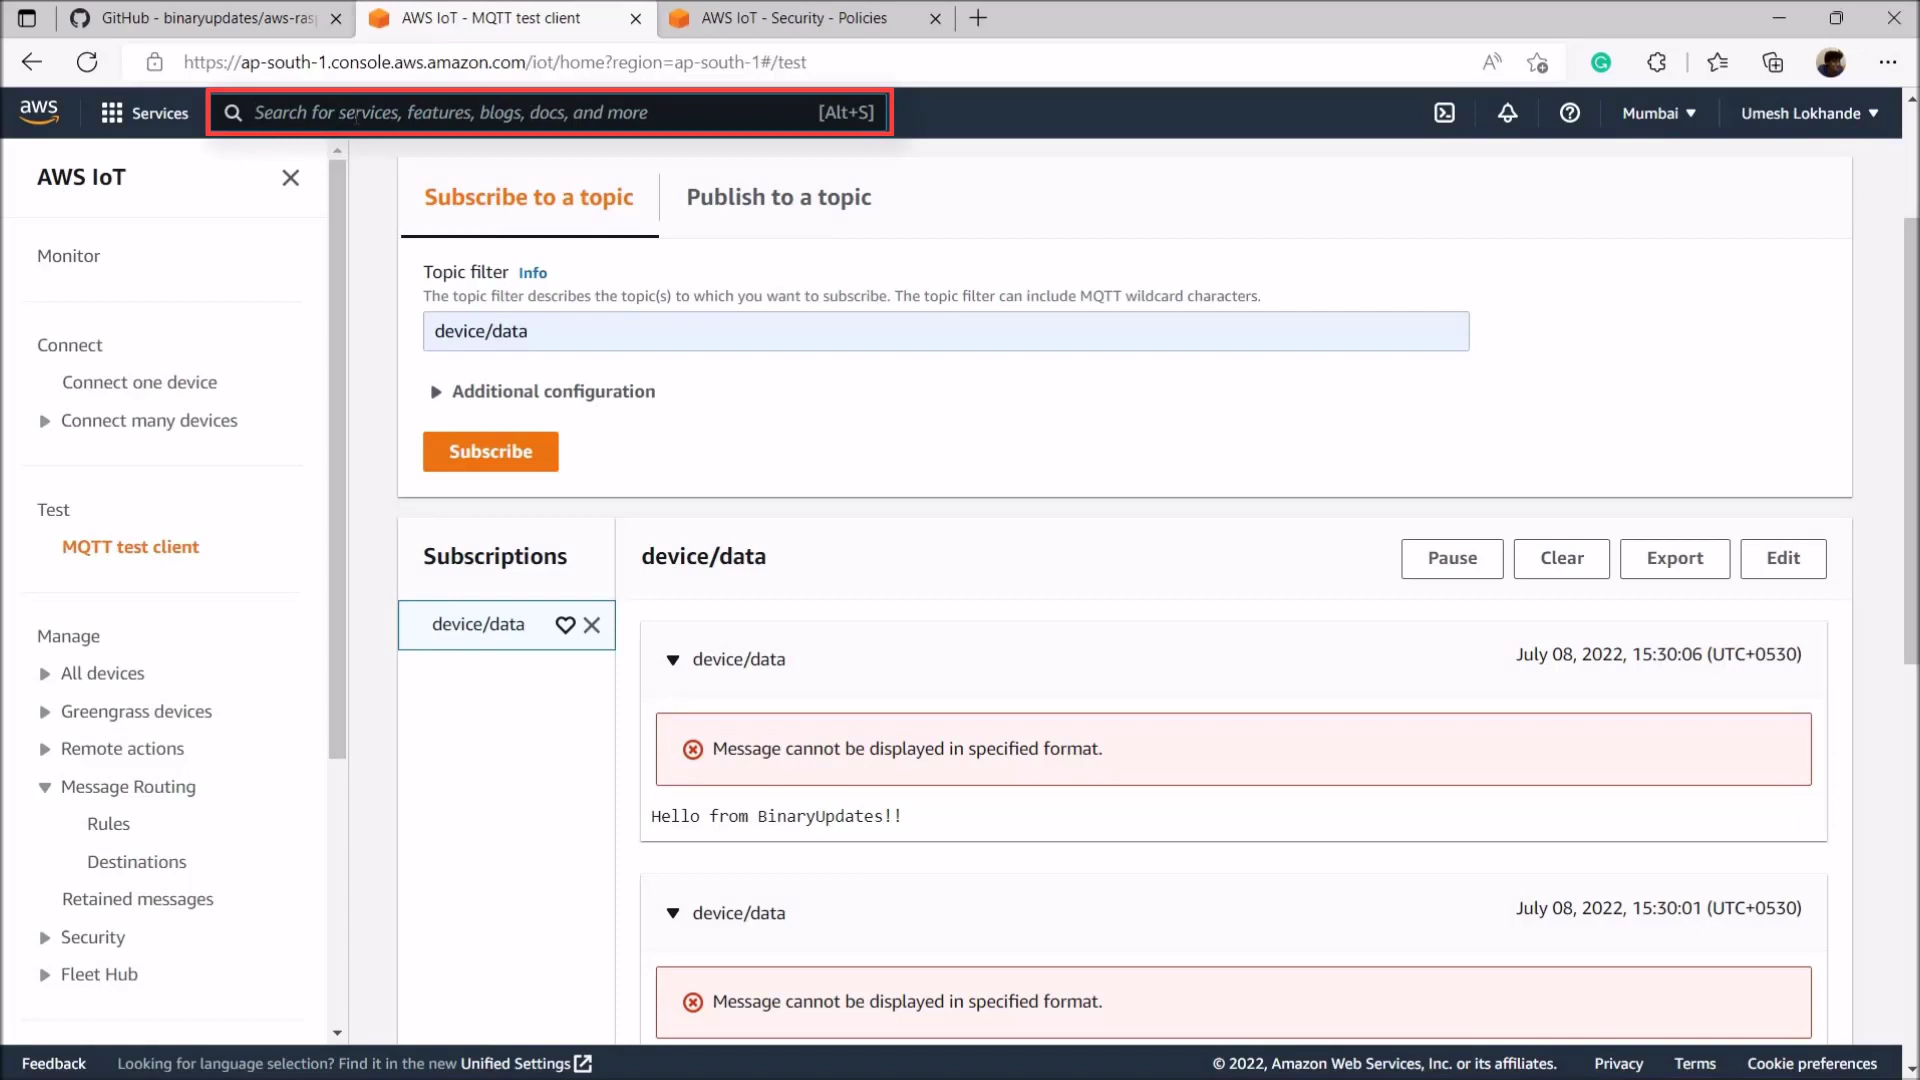 GitHub - binaryupdates/aws-rasp
AWS IoT - MQTT test client
AWS IoT - Security - Policies
https://ap-south-1.console.aws.amazon.com/iot/home?region=ap-south-1#/test
aws
Services
Search for services, features, blogs, docs, and more
[Alt+S]
Mumbai
Umesh Lokhande
AWS IoT
Monitor
Connect
Connect one device
Connect many devices
Test
MQTT test client
Manage
All devices
Greengrass devices
Remote actions
Message Routing
Rules
Destinations
Retained messages
Security
Fleet Hub
Subscribe to a topic
Publish to a topic
Topic filter Info
The topic filter describes the topic(s) to which you want to subscribe. The topic filter can include MQTT wildcard characters.
device/data
Additional configuration
Subscribe
Subscriptions
device/data
device/data
Pause
Clear
Export
Edit
device/data
July 08, 2022, 15:30:06 (UTC+0530)
Message cannot be displayed in specified format.
Hello from BinaryUpdates!!
device/data
July 08, 2022, 15:30:01 (UTC+0530)
Message cannot be displayed in specified format.
Feedback
Looking for language selection? Find it in the new Unified Settings
© 2022, Amazon Web Services, Inc. or its affiliates.
Privacy
Terms
Cookie preferences